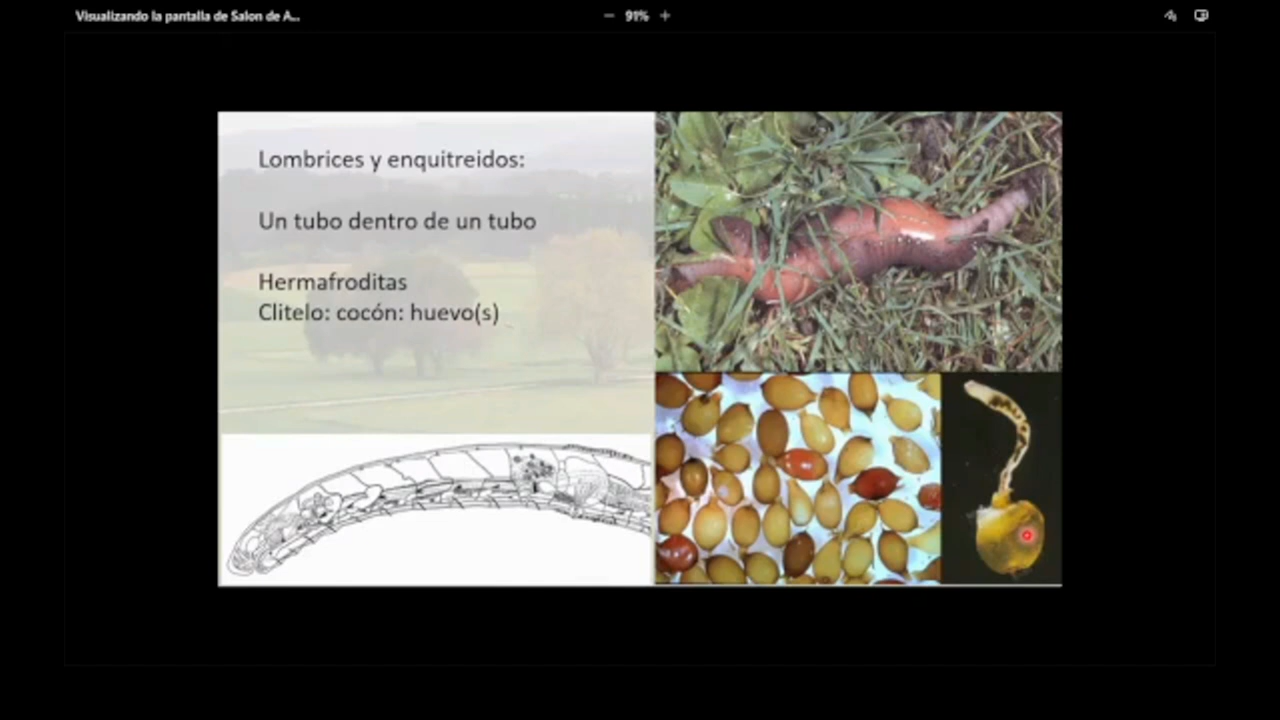 Visualizando la pantalla de Salon de A...
91%
Lombrices y enquitreidos:
Un tubo dentro de un tubo
Hermafroditas
Clitelo: cocón: huevo(s)